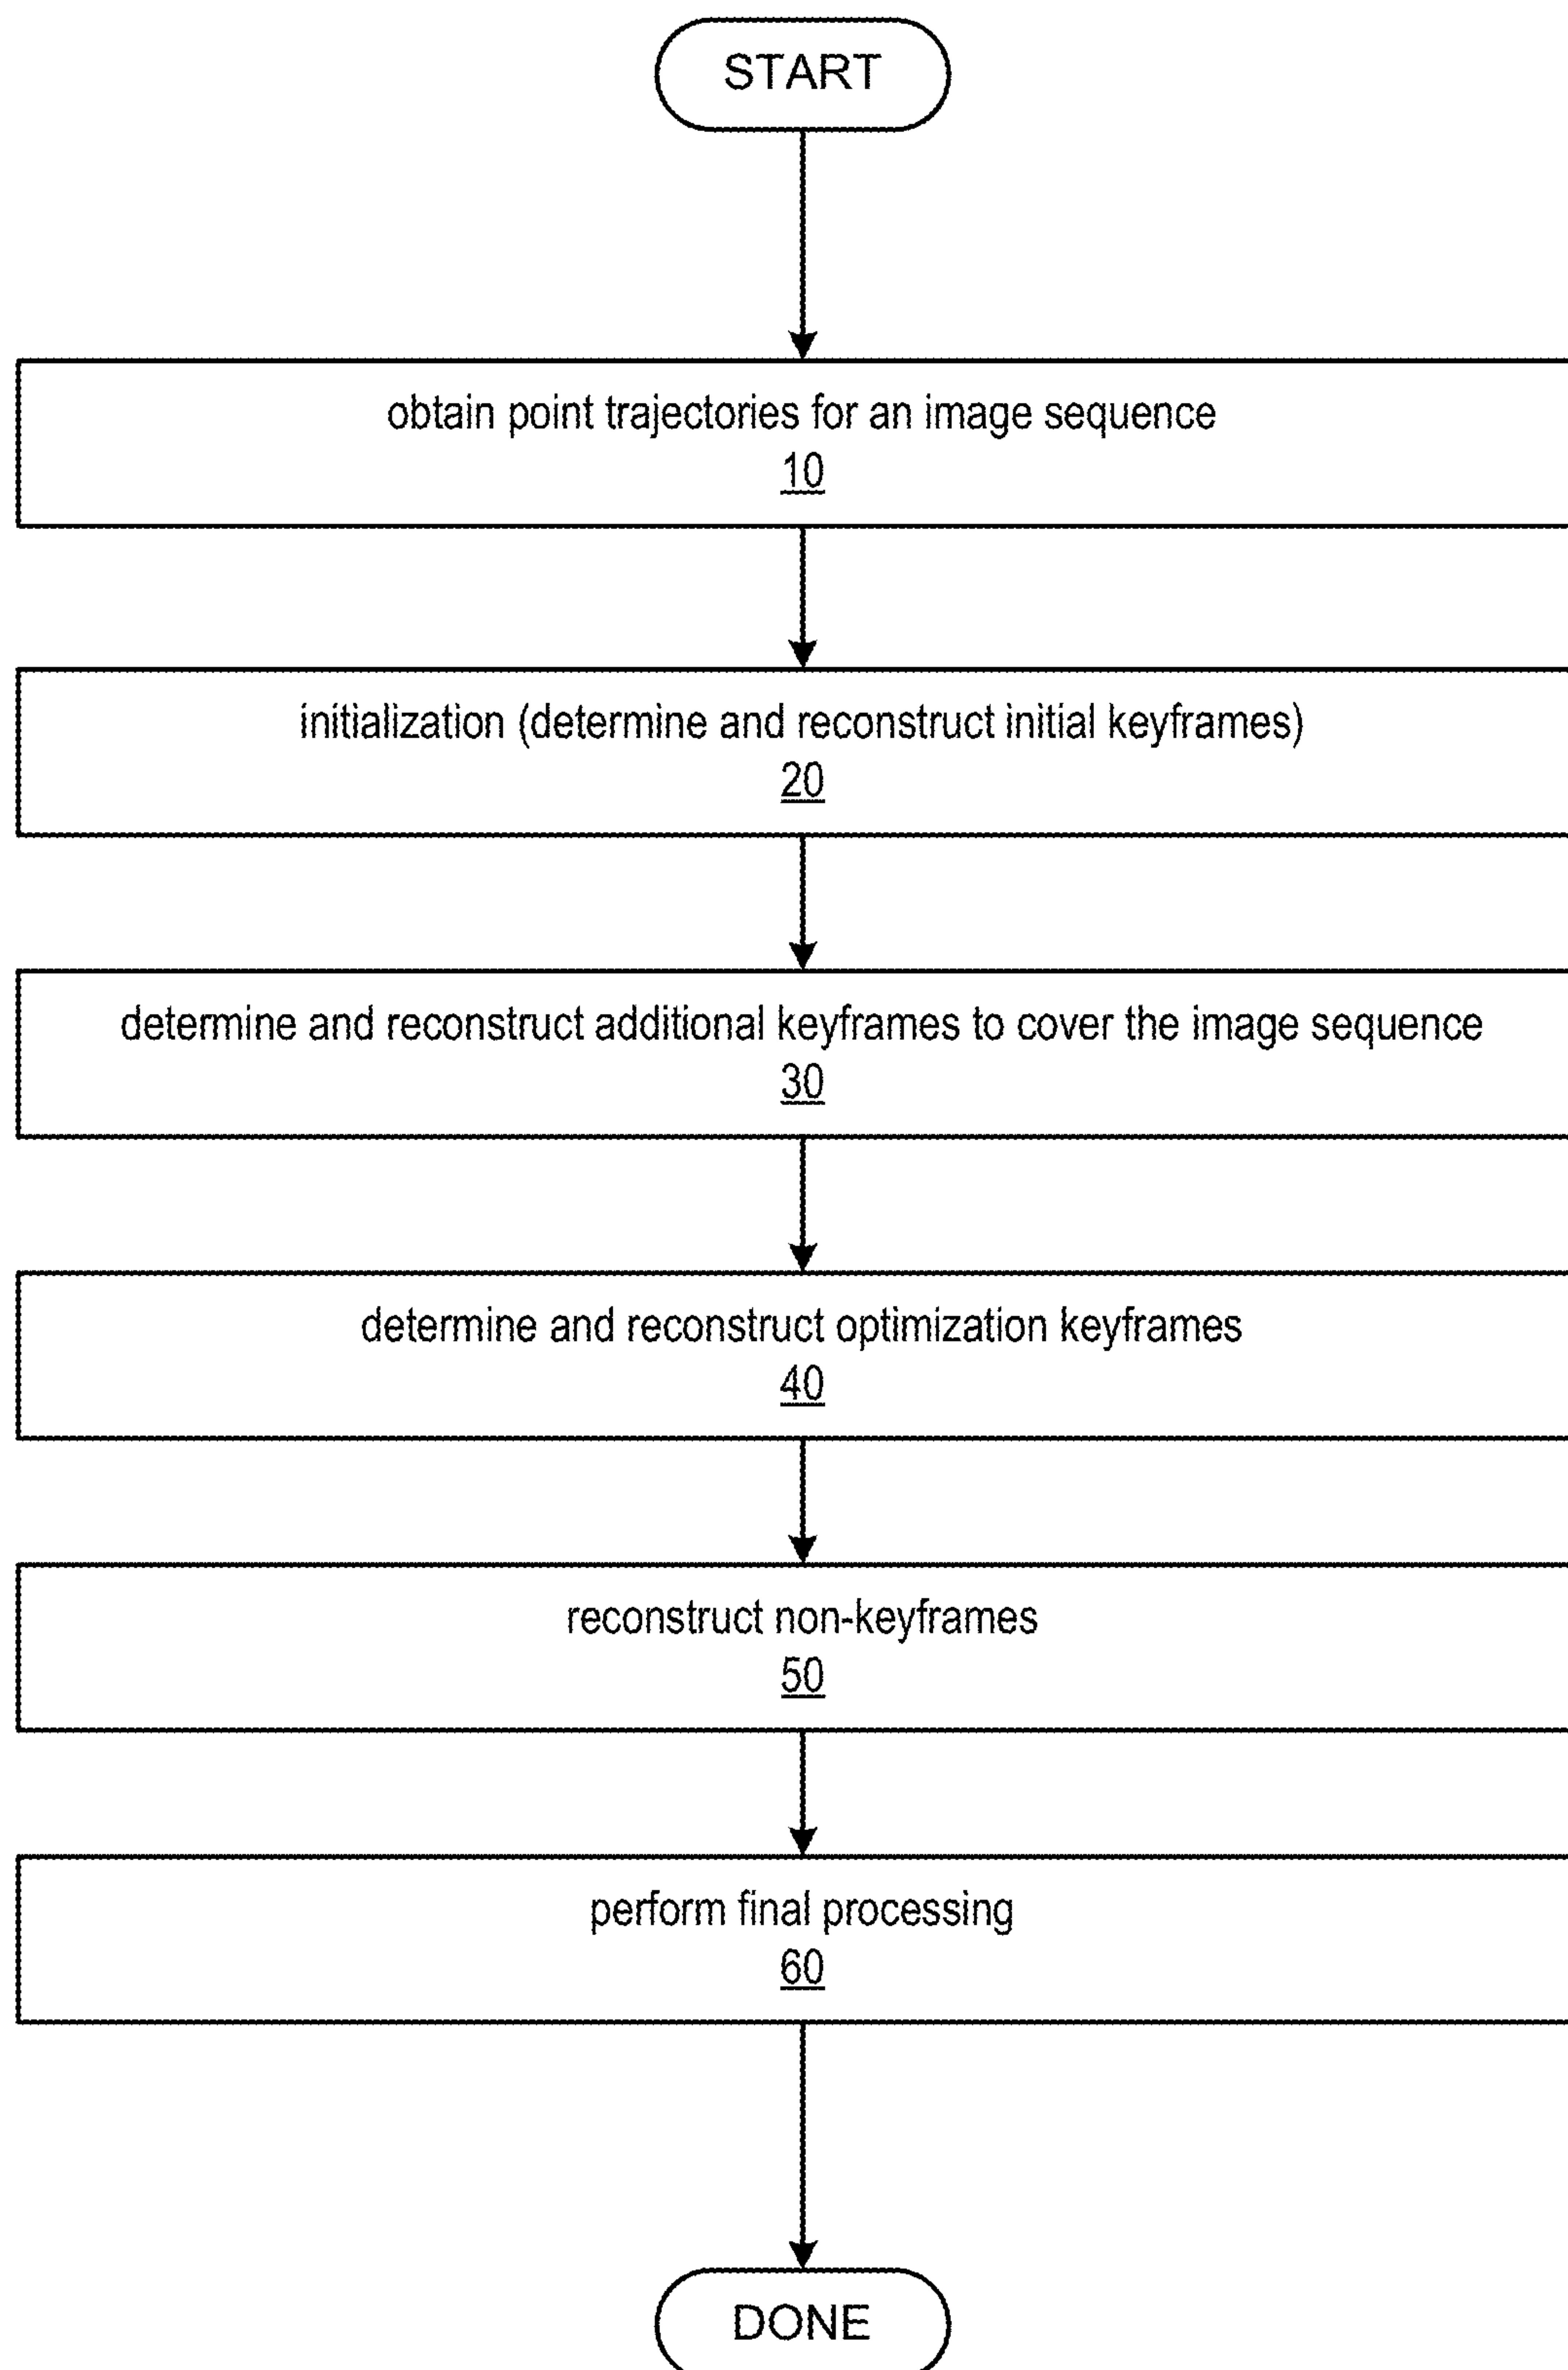 START
obtain point trajectories for an image sequence
10
initialization (determine and reconstruct initial keyframes)
20
determine and reconstruct additional keyframes to cover the image sequence
30
determine and reconstruct optimization keyframes
40
reconstruct non-keyframes
50
perform final processing
60
DONE